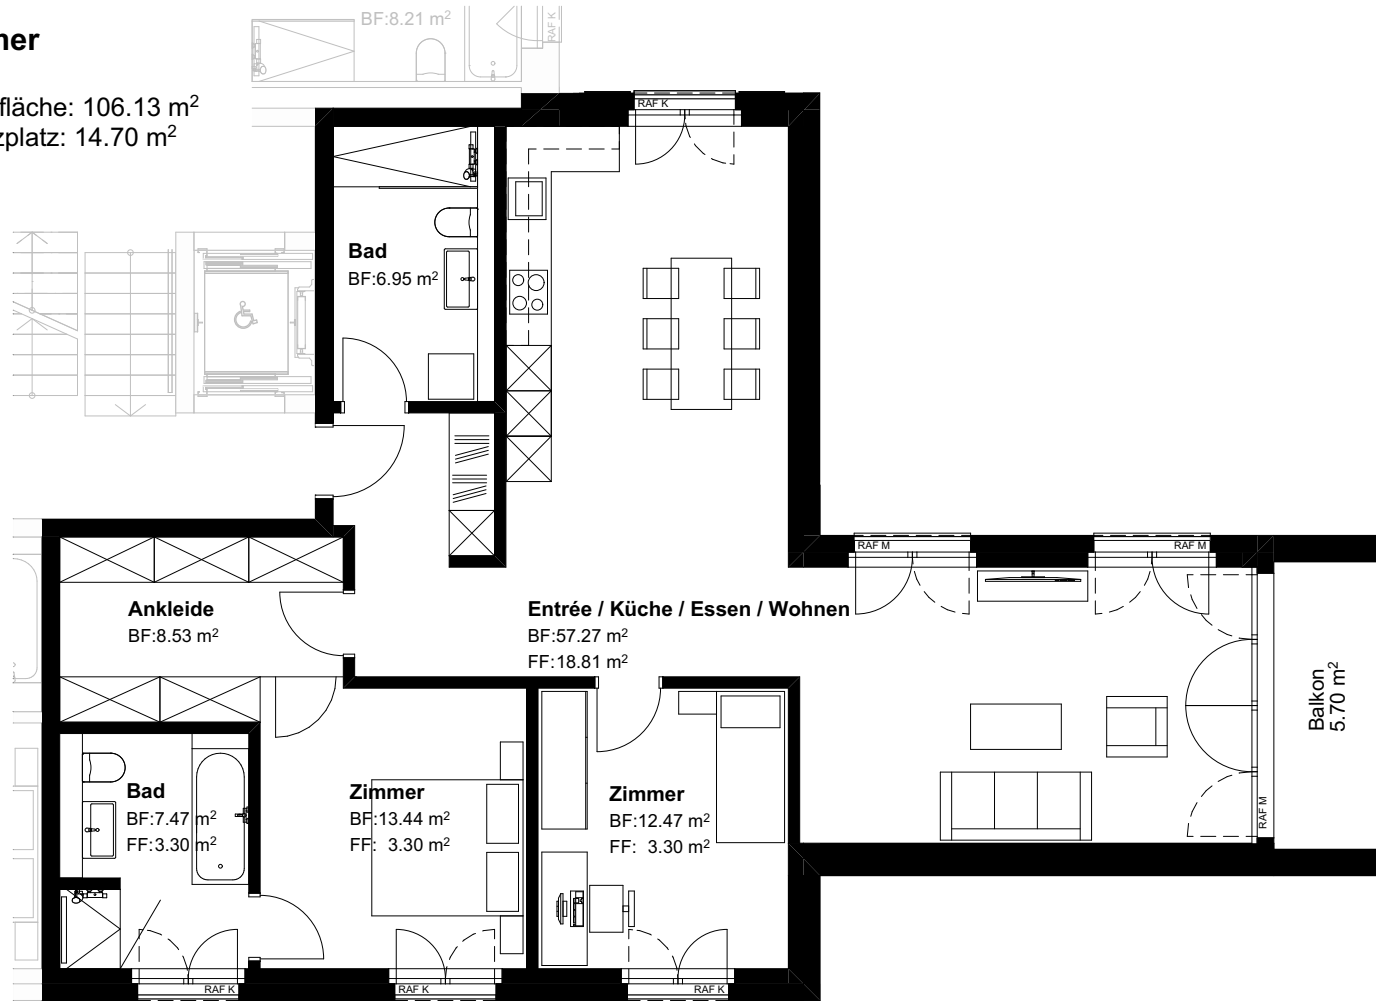 BF:8.21 m²
RAF K
ner
fläche: 106.13 m²
zplatz: 14.70 m²
RAF K
Bad
BF:6.95 m²
RAF M
RAF M
Ankleide
BF:8.53 m²
Entrée / Küche / Essen / Wohnen
BF:57.27 m²
FF:18.81 m²
Balkon
5.70 m²
Bad
BF:7.47 m²
FF:3.30 m²
Zimmer
BF:13.44 m²
FF: 3.30 m²
Zimmer
BF:12.47 m²
FF: 3.30 m²
RAF M
RAF K
RAF K
RAF K